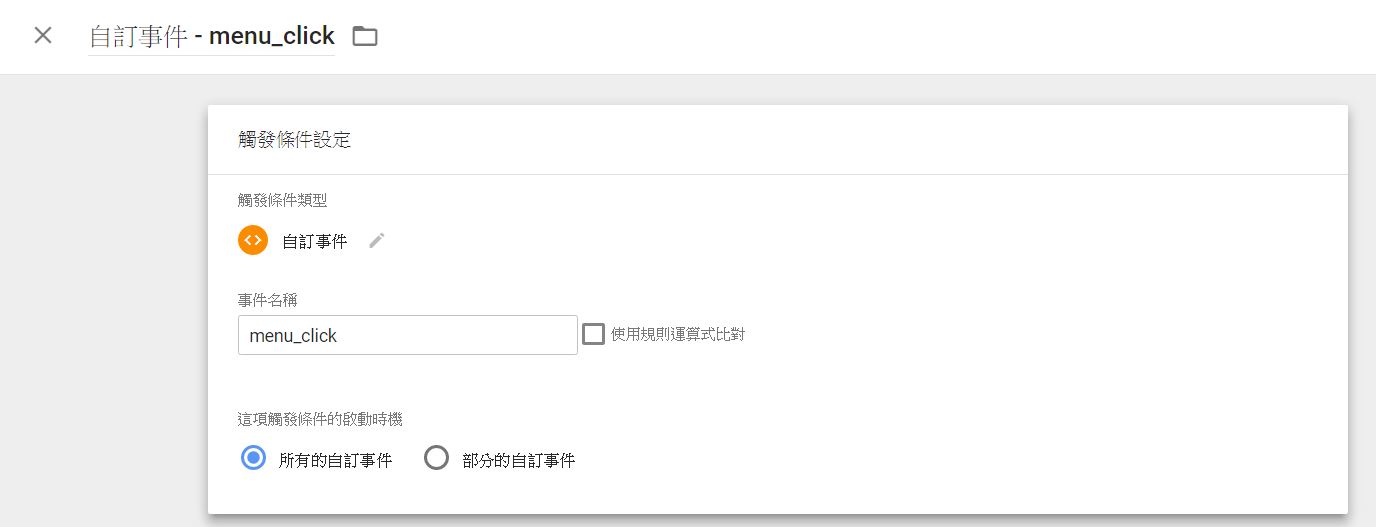 自訂事件 - menu_click
觸發條件設定
觸發條件類型
自訂事件
事件名稱
menu_click 使用規則運算式比對
這項觸發條件的啟動時機
所有的自訂事件 部分的自訂事件